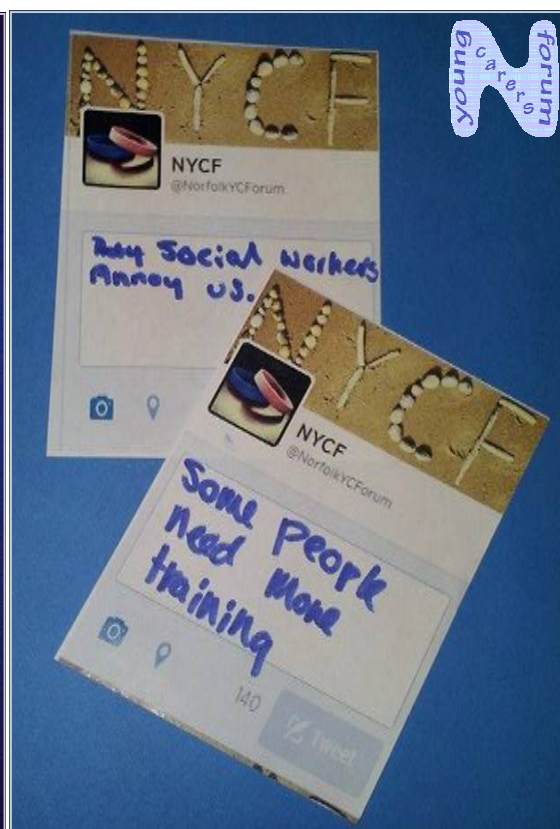 young
carers
forum
NYCF
NYCF
@NorfolkYCForum
Social workers
Annoy us.
NYCF
NYCF
@NorfolkYCForum
Some people
need more
training
140
Tweet